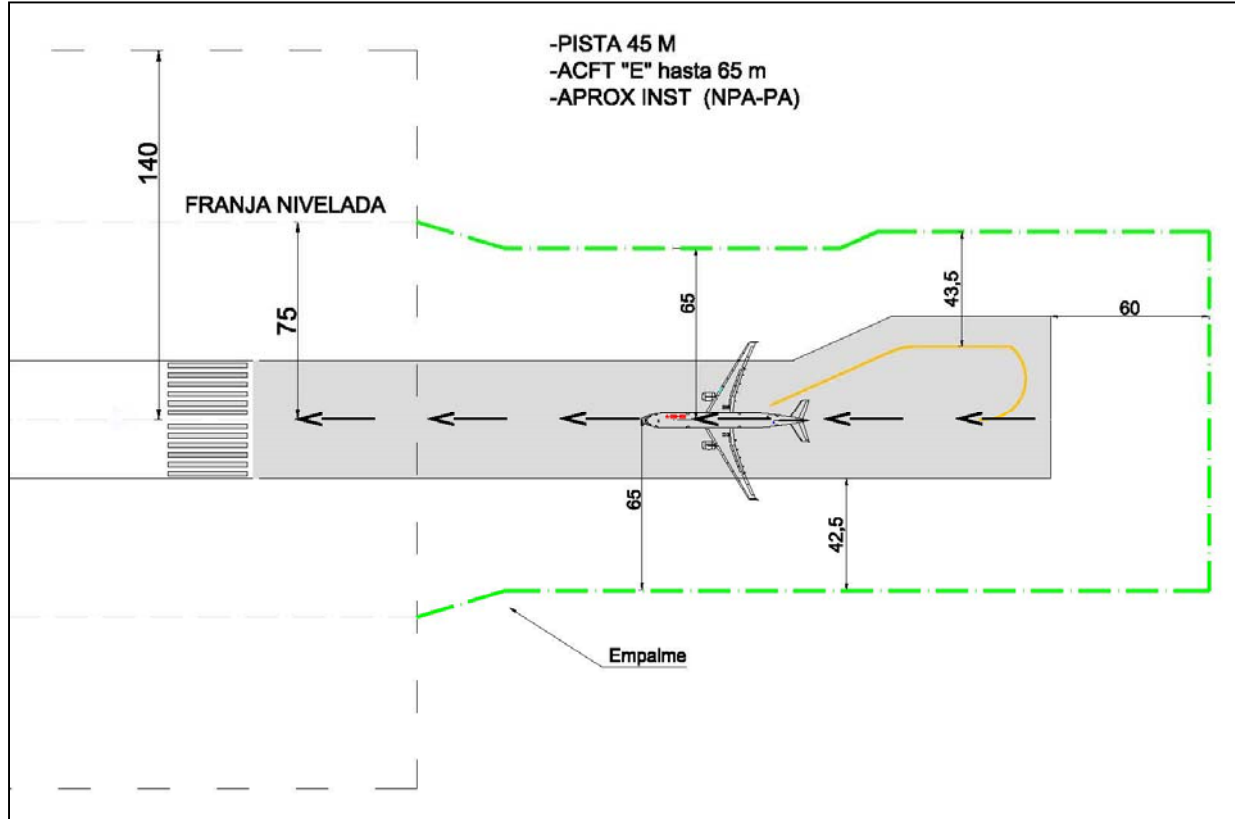 -PISTA 45 M
-ACFT "E" hasta 65 m
-APROX INST (NPA-PA)
140
FRANJA NIVELADA
75
65
43,5
60
65
42,5
Empalme